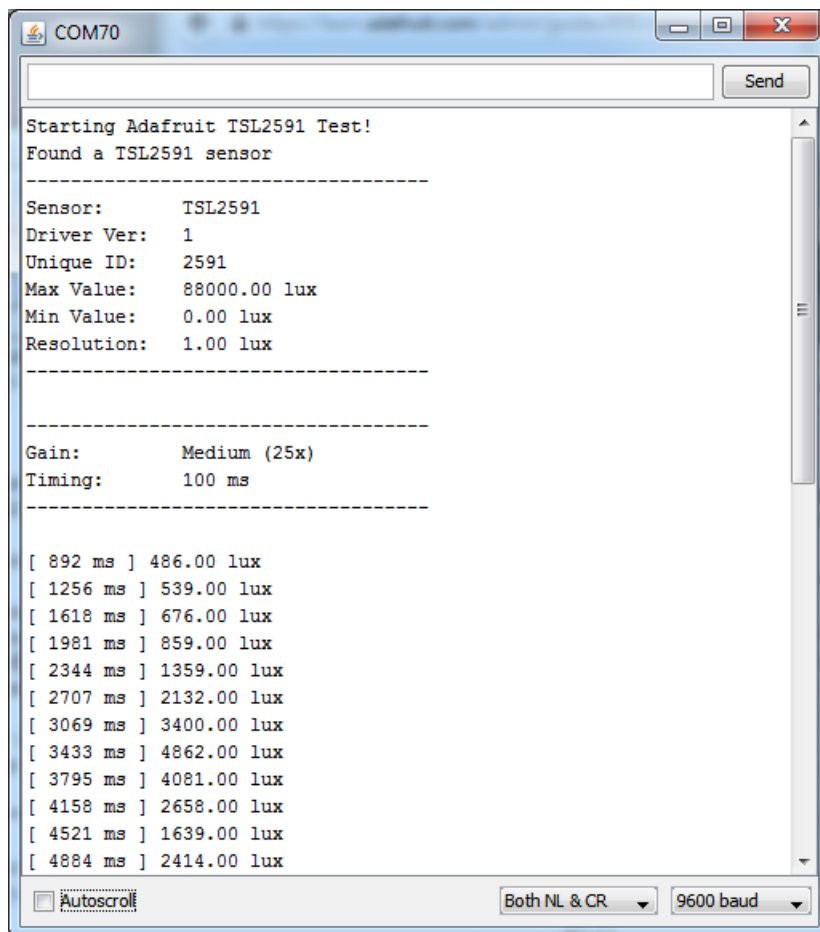 COM70
Send
Starting Adafruit TSL2591 Test!
Found a TSL2591 sensor
------------------------------------
Sensor:       TSL2591
Driver Ver:   1
Unique ID:    2591
Max Value:    88000.00 lux
Min Value:    0.00 lux
Resolution:   1.00 lux
------------------------------------
------------------------------------
Gain:         Medium (25x)
Timing:       100 ms
------------------------------------
[ 892 ms ] 486.00 lux
[ 1256 ms ] 539.00 lux
[ 1618 ms ] 676.00 lux
[ 1981 ms ] 859.00 lux
[ 2344 ms ] 1359.00 lux
[ 2707 ms ] 2132.00 lux
[ 3069 ms ] 3400.00 lux
[ 3433 ms ] 4862.00 lux
[ 3795 ms ] 4081.00 lux
[ 4158 ms ] 2658.00 lux
[ 4521 ms ] 1639.00 lux
[ 4884 ms ] 2414.00 lux
Autoscroll Both NL & CR 9600 baud